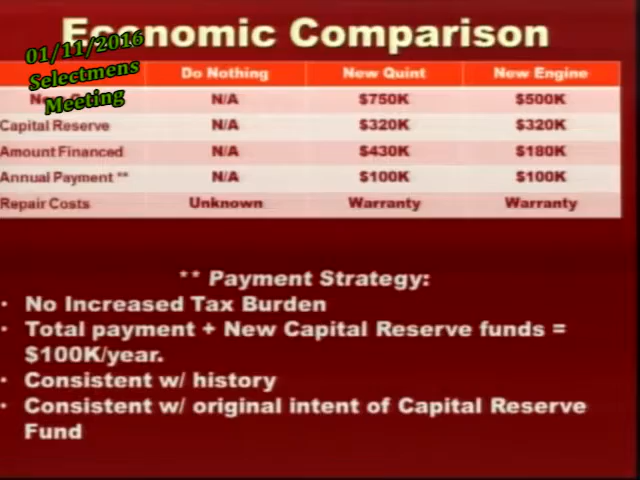 Economic Comparison
01/11/2016
Selectmens
Meeting
Do Nothing New Quint New Engine
N/A $750K $500K
Capital Reserve N/A $320K $320K
Amount Financed N/A $430K $180K
Annual Payment ** N/A $100K $100K
Repair Costs Unknown Warranty Warranty
** Payment Strategy:
• No Increased Tax Burden
• Total payment + New Capital Reserve funds =
$100K/year.
• Consistent w/ history
• Consistent w/ original intent of Capital Reserve
Fund